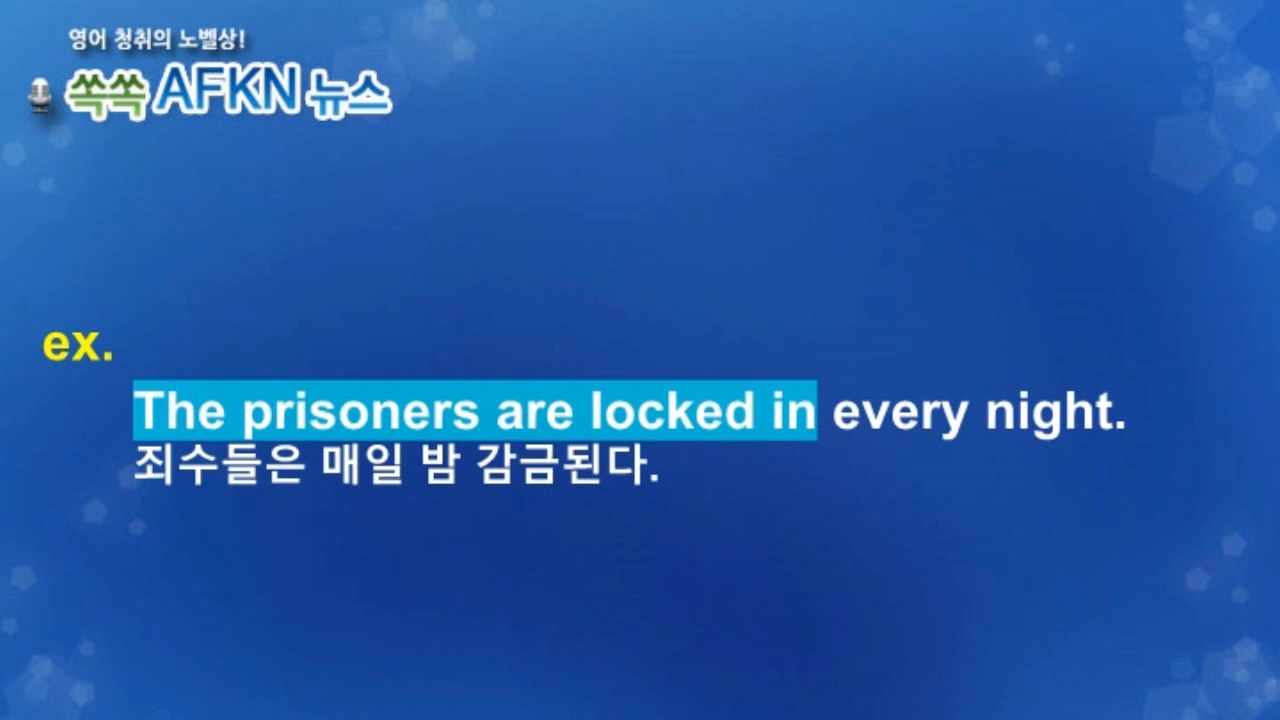 영어 청취의 노벨상!
쏙쏙 AFKN 뉴스
ex.
The prisoners are locked in every night.
죄수들은 매일 밤 감금된다.